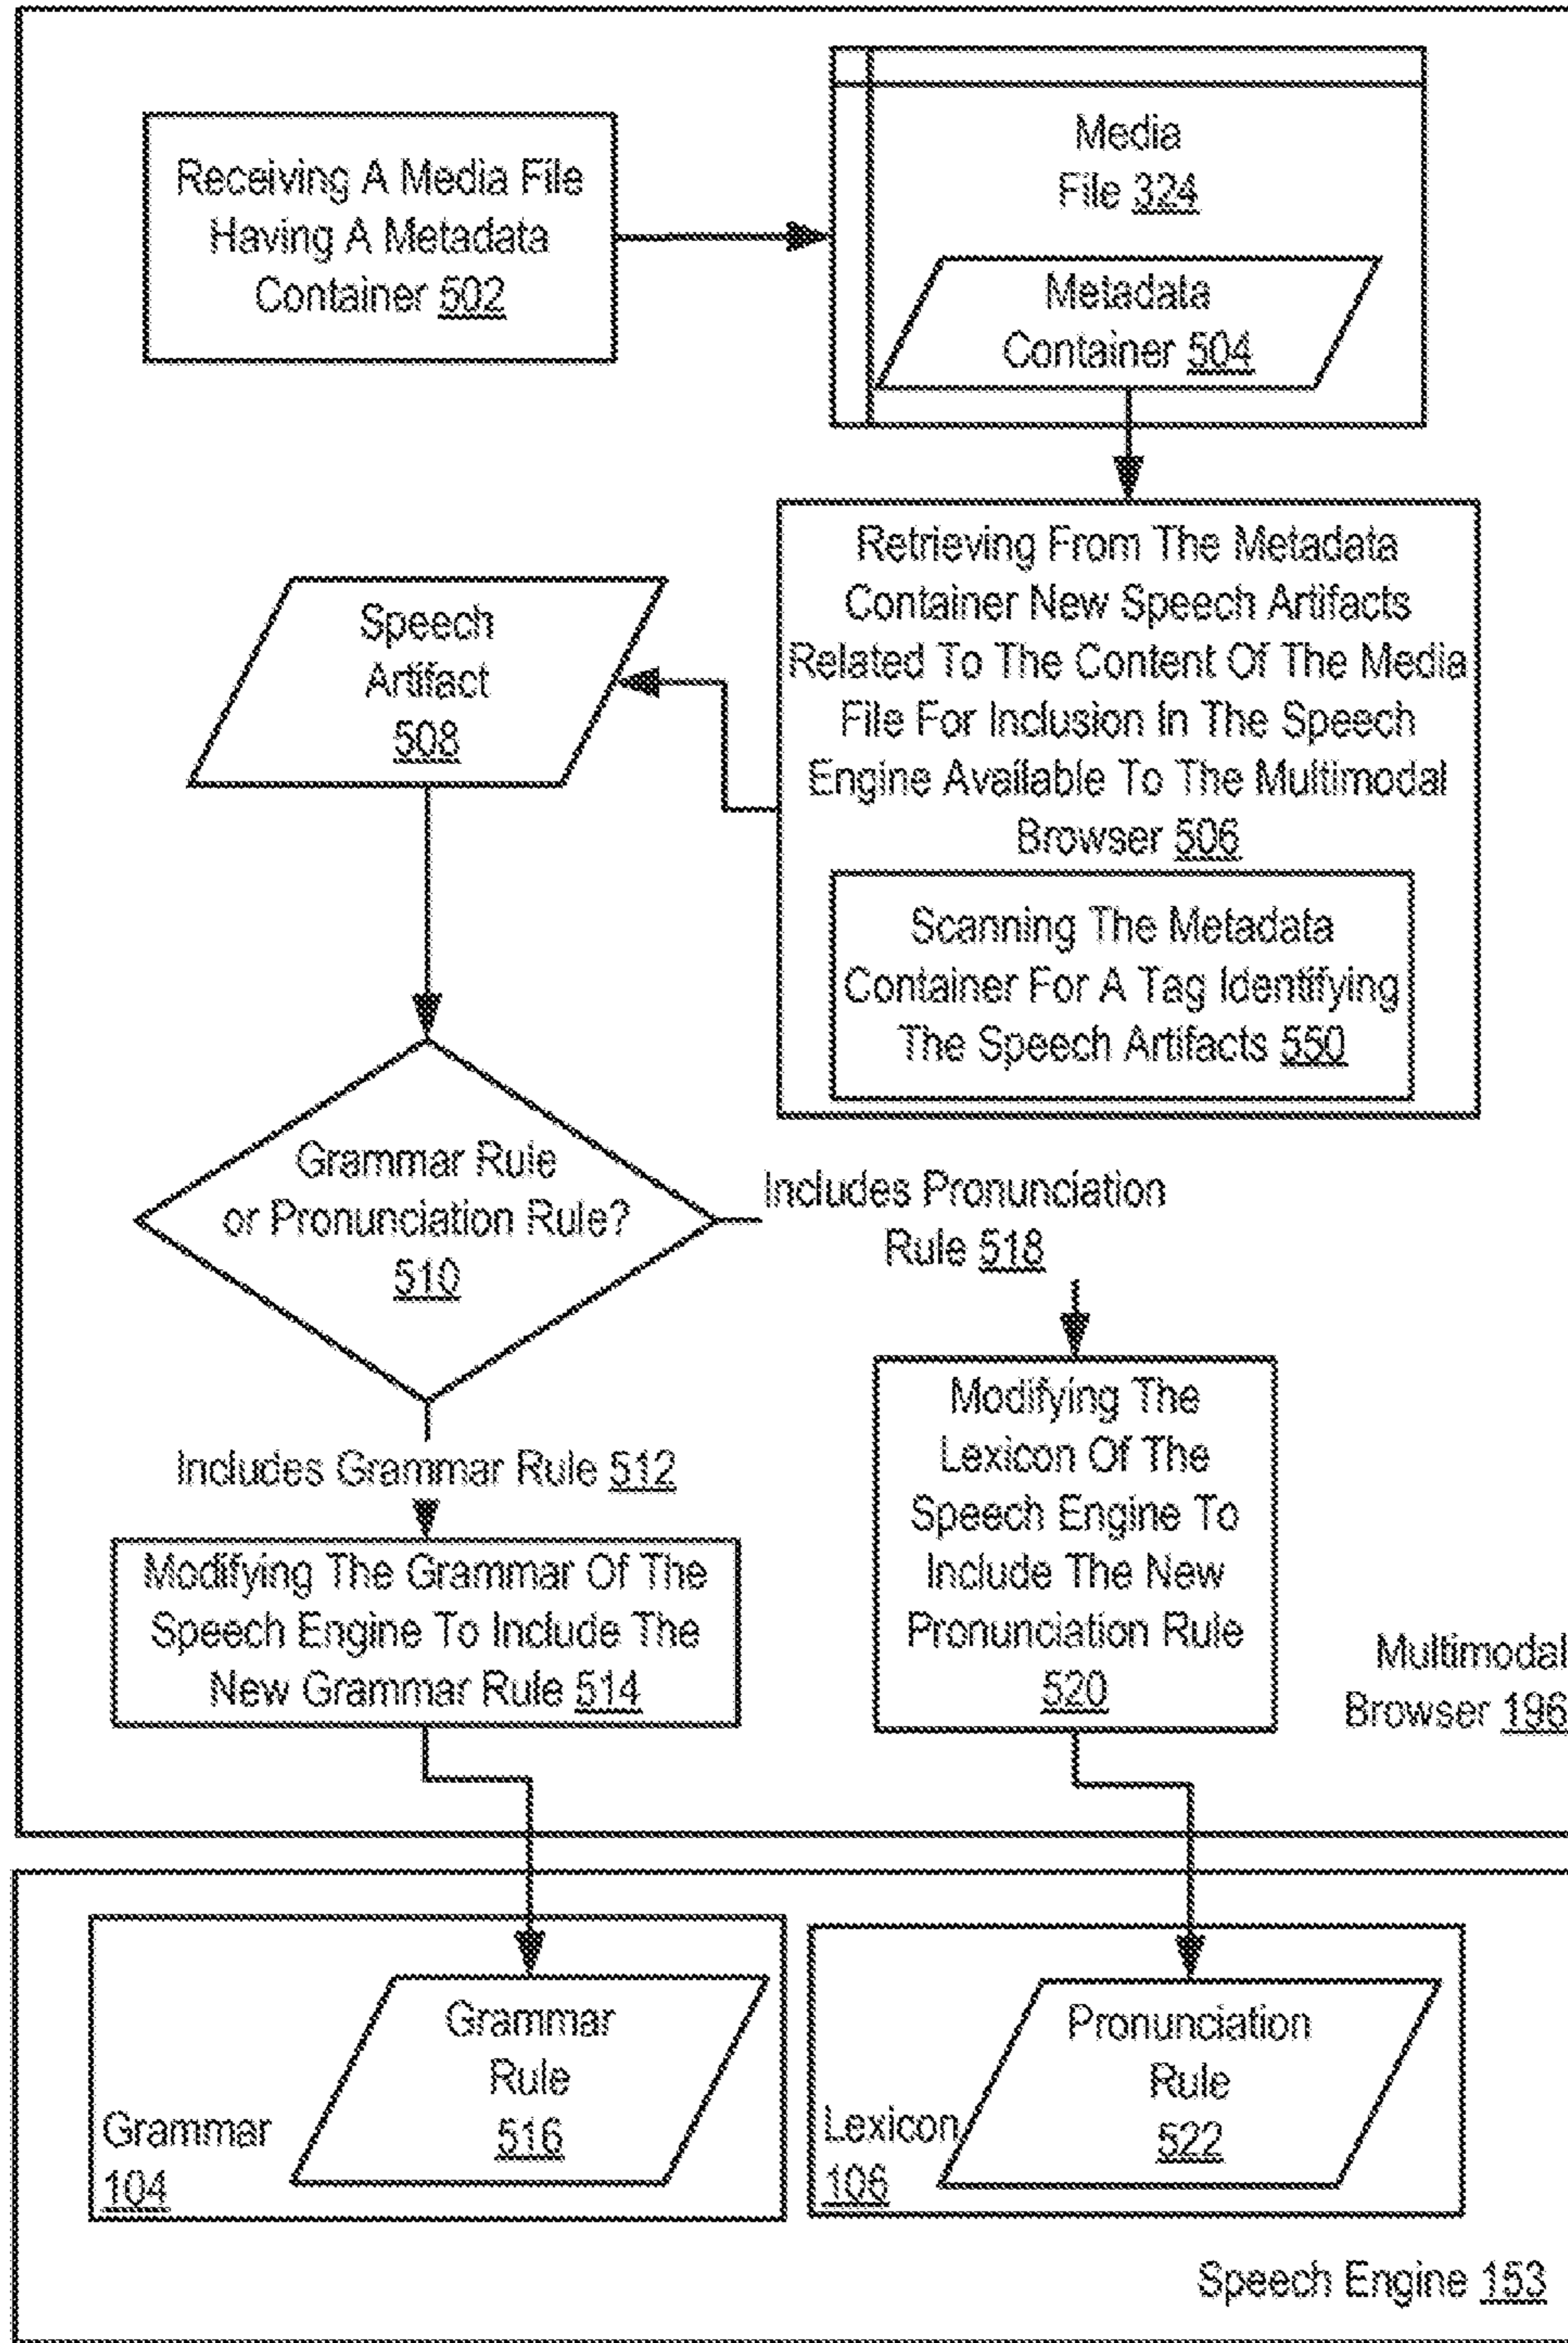 Receiving A Media File
Having A Metadata
Container 502
Media
File 324
Metadata
Container 504
Retrieving From The Metadata
Container New Speech Artifacts
Related To The Content Of The Media
File For Inclusion In The Speech
Engine Available To The Multimodal
Browser 506
Scanning The Metadata
Container For A Tag Identifying
The Speech Artifacts 550
Speech
Artifact
508
Grammar Rule
or Pronunciation Rule?
510
Includes Pronunciation
Rule 518
Includes Grammar Rule 512
Modifying The Grammar Of The
Speech Engine To Include The
New Grammar Rule 514
Modifying The
Lexicon Of The
Speech Engine To
Include The New
Pronunciation Rule
520
Multimodal
Browser 196
Grammar
Rule
516
Grammar
104
Pronunciation
Rule
522
Lexicon
106
Speech Engine 153